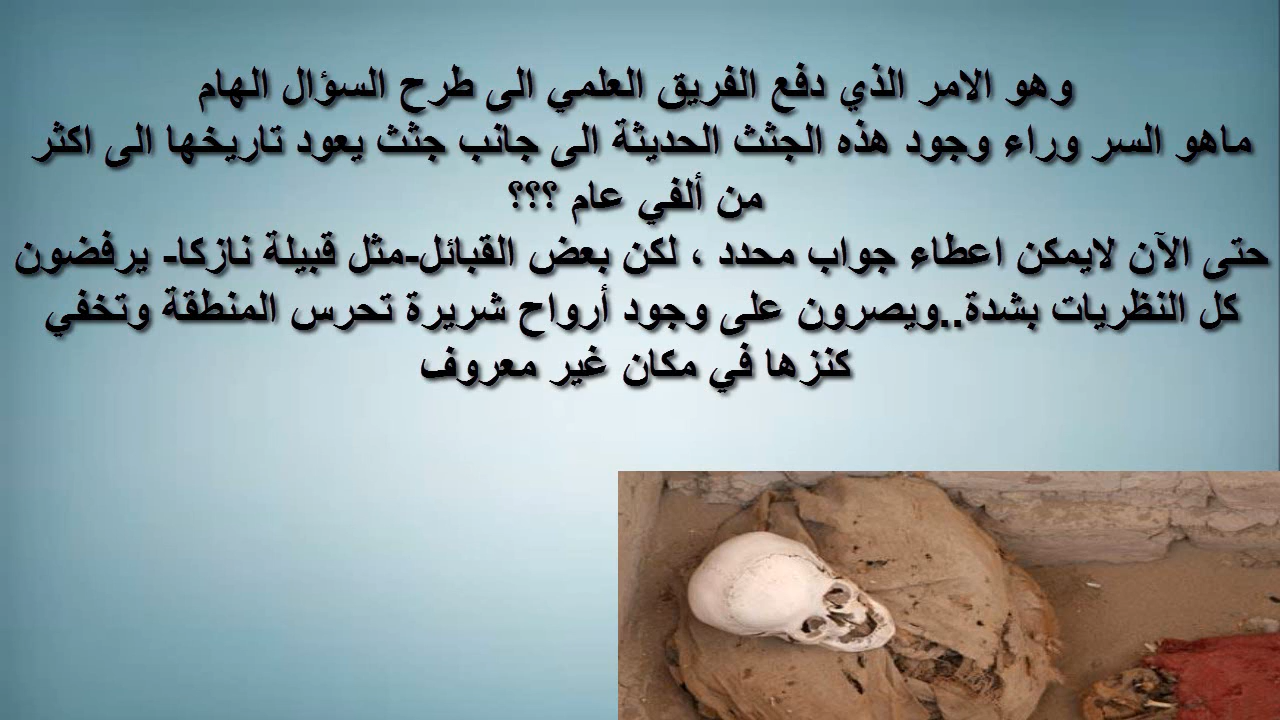 وهو الامر الذي دفع الفريق العلمي الى طرح السؤال الهام
ماهو السر وراء وجود هذه الجثث الحديثة الى جانب جثث يعود تاريخها الى اكثر
من ألفي عام ؟؟؟
حتى الآن لايمكن اعطاء جواب محدد ، لكن بعض القبائل-مثل قبيلة نازكا- يرفضون
كل النظريات بشدة..ويصرون على وجود أرواح شريرة تحرس المنطقة وتخفي
كنزها في مكان غير معروف